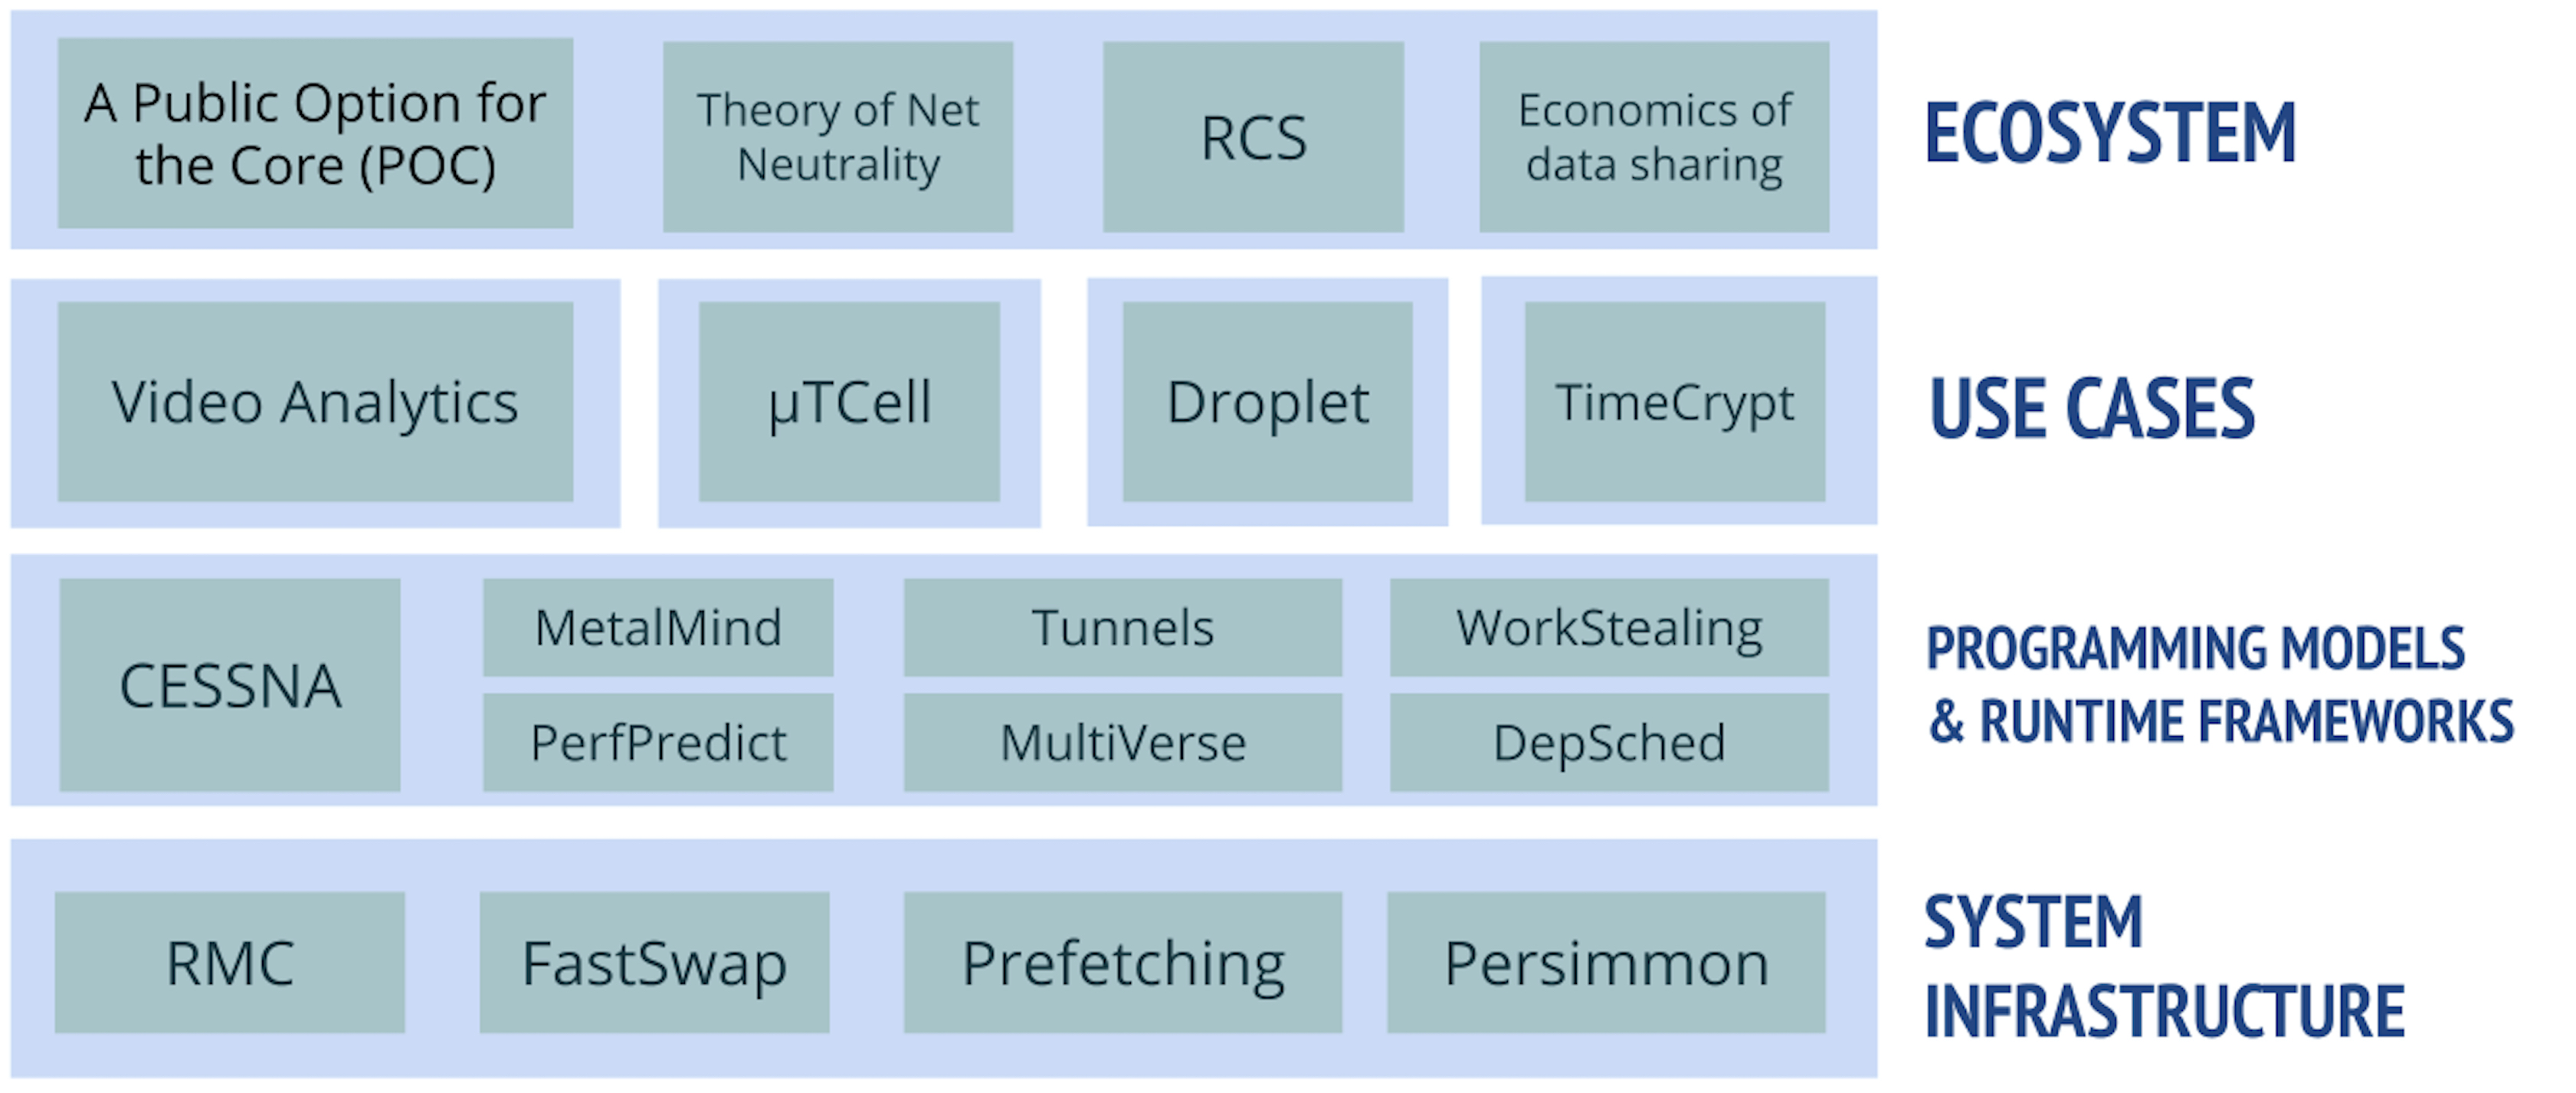 A Public Option for
the Core (POC)
Theory of Net
Neutrality
RCS
Economics of
data sharing
ECOSYSTEM
Video Analytics
µTCell
Droplet
TimeCrypt
USE CASES
CESSNA
MetalMind
Tunnels
WorkStealing
PerfPredict
MultiVerse
DepSched
PROGRAMMING MODELS
& RUNTIME FRAMEWORKS
RMC
FastSwap
Prefetching
Persimmon
SYSTEM
INFRASTRUCTURE